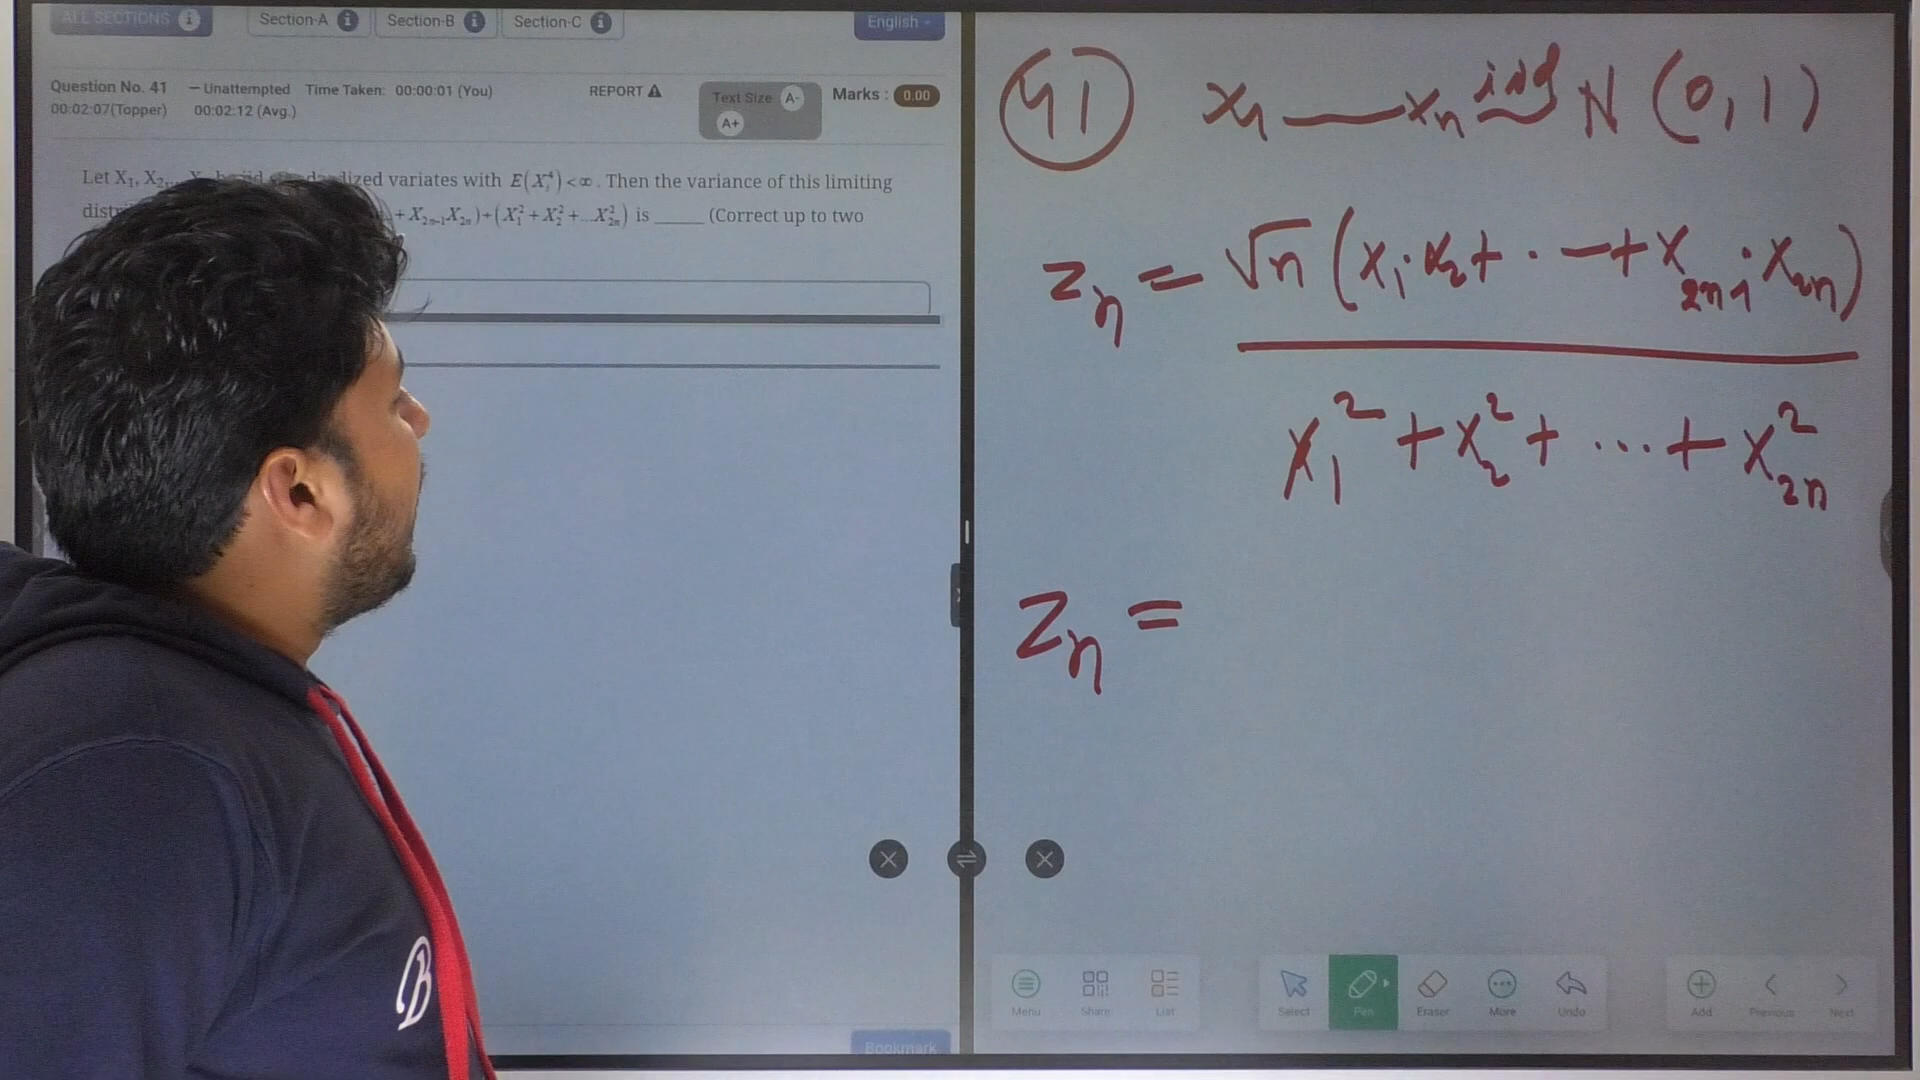 ALL SECTIONS i Section-A i Section-B i Section-C i English
Question No. 41 — Unattempted Time Taken: 00:00:01 (You) REPORT
00:02:07(Topper) 00:02:12 (Avg.)
Text Size A- A+
Marks : 0.00
Let X₁, X₂,... be iid standardized variates with E(Xᵢ⁴) < ∞. Then the variance of this limiting
+ X₂ₙ₋₁X₂ₙ) ÷ (X₁² + X₂² + ...X₂ₙ²) is _____ (Correct up to two
Bookmark
41 x₁ — xₙ iid ~ N (0,1)
Zₙ = √n (x₁·x₂ + · — + x₂ₙ₋₁·x₂ₙ)
x₁² + x₂² + ... + x₂ₙ²
Zₙ =
B
Menu Share List Select Pen Eraser More Undo Add Previous Next